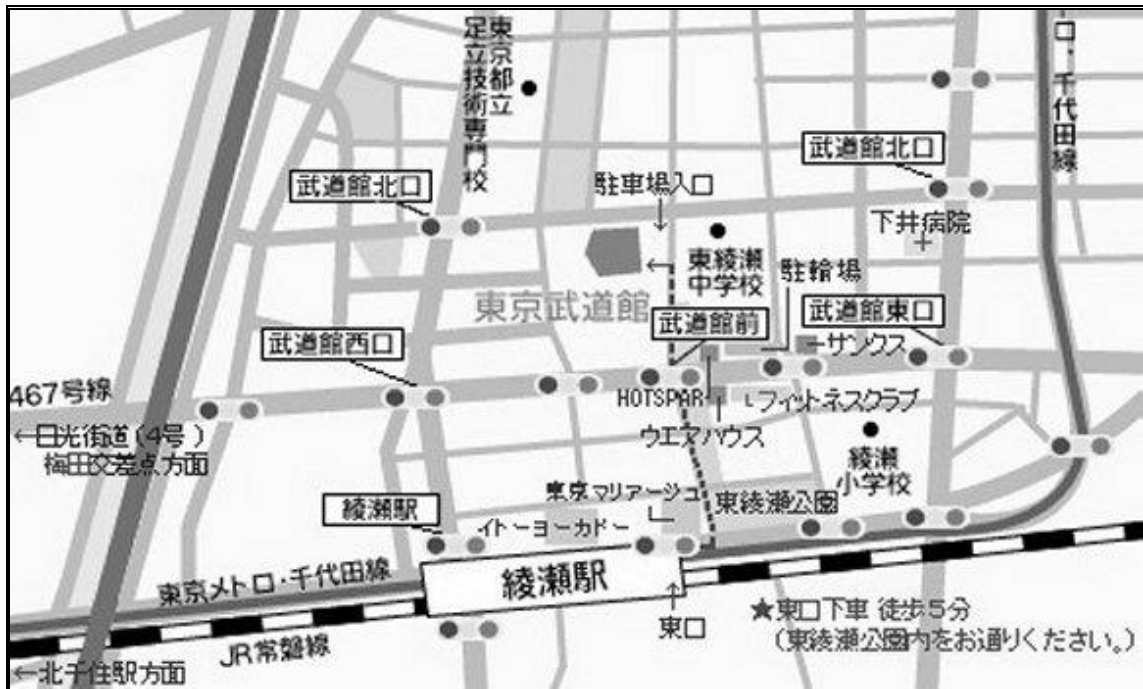 東京都立
足立技術専門校
口・千代田線
武道館北口
武道館北口
駐車場入口
下井病院
東綾瀬
中学校
駐輪場
東京武道館
武道館前
武道館東口
武道館西口
サンクス
467号線
HOTSPAR
フィットネスクラブ
←日光街道(4号)
梅田交差点方面
ウエアハウス
綾瀬
小学校
東京マリアージュ
東綾瀬公園
綾瀬駅
イトーヨーカドー
東京メトロ・千代田線
綾瀬駅
★東口下車 徒歩5分
東口
(東綾瀬公園内をお通りください。)
JR常磐線
←北千住駅方面